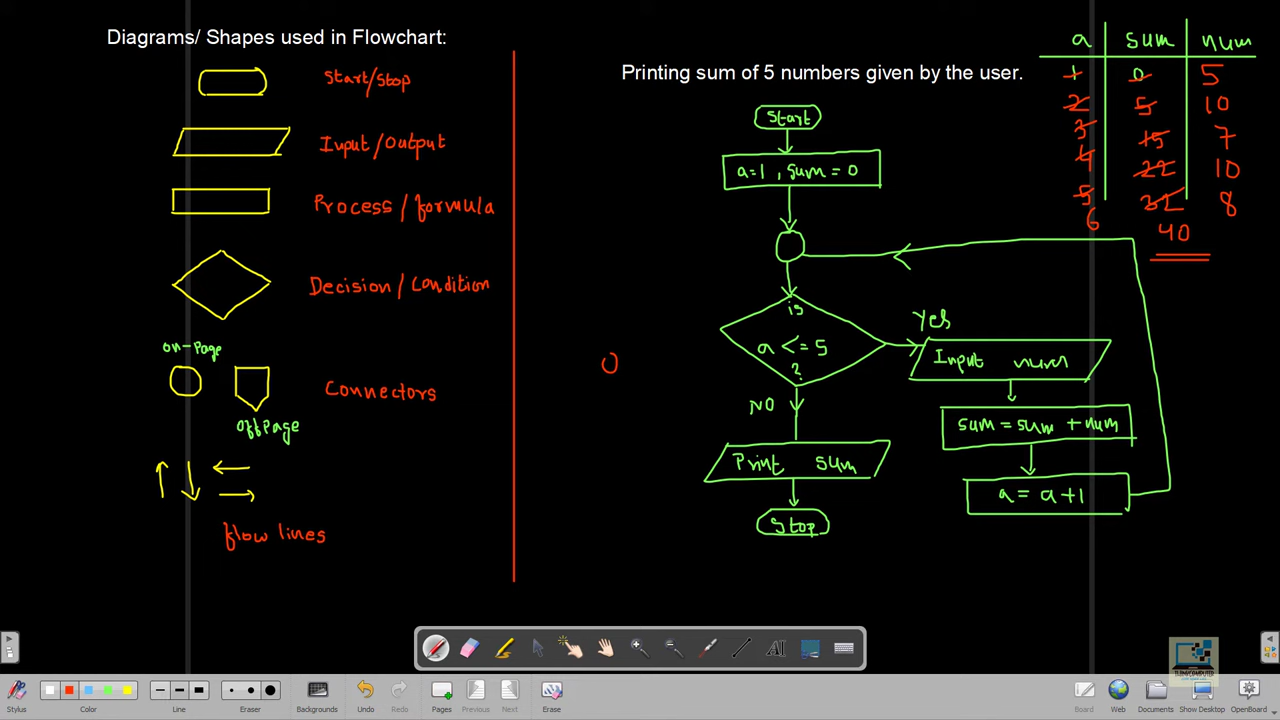 Diagrams/ Shapes used in Flowchart:
Start/Stop
Input/Output
Process/formula
Decision/Condition
on-Page
Connectors
OffPage
flow lines
Printing sum of 5 numbers given by the user.
Start
a=1, sum=0
is
a<=5
?
Yes
Input num
sum=sum+num
a=a+1
NO
Print sum
Stop
a sum num
1 0 5
2 5 10
3 15 7
4 22 10
5 32 8
6 40
Stylus
Color
Line
Eraser
Backgrounds
Undo
Redo
Pages
Previous
Next
Erase
Board
Web
Documents
Show Desktop
OpenBoard